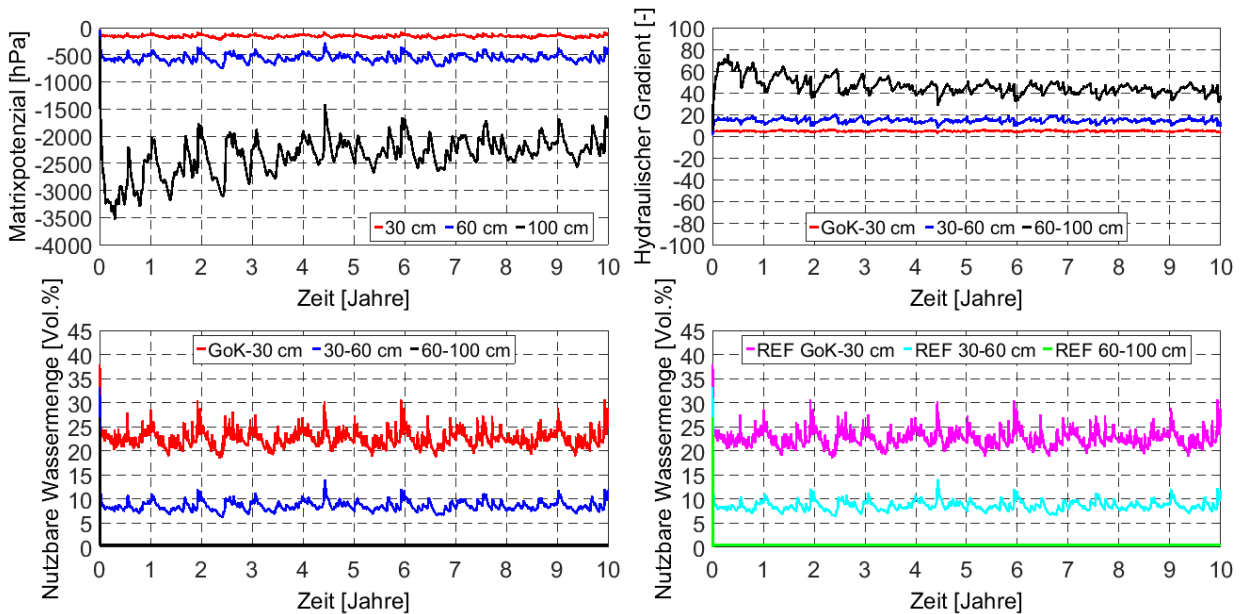 Matrixpotenzial [hPa]
0
-500
-1000
-1500
-2000
-2500
-3000
-3500
-4000
30 cm 60 cm 100 cm
0 1 2 3 4 5 6 7 8 9 10
Zeit [Jahre]
Hydraulischer Gradient [-]
100
80
60
40
20
0
-20
-40
-60
-80
-100
GoK-30 cm 30-60 cm 60-100 cm
0 1 2 3 4 5 6 7 8 9 10
Zeit [Jahre]
Nutzbare Wassermenge [Vol.%]
45
40
35
30
25
20
15
10
5
0
GoK-30 cm 30-60 cm 60-100 cm
0 1 2 3 4 5 6 7 8 9 10
Zeit [Jahre]
Nutzbare Wassermenge [Vol.%]
45
40
35
30
25
20
15
10
5
0
REF GoK-30 cm REF 30-60 cm REF 60-100 cm
0 1 2 3 4 5 6 7 8 9 10
Zeit [Jahre]